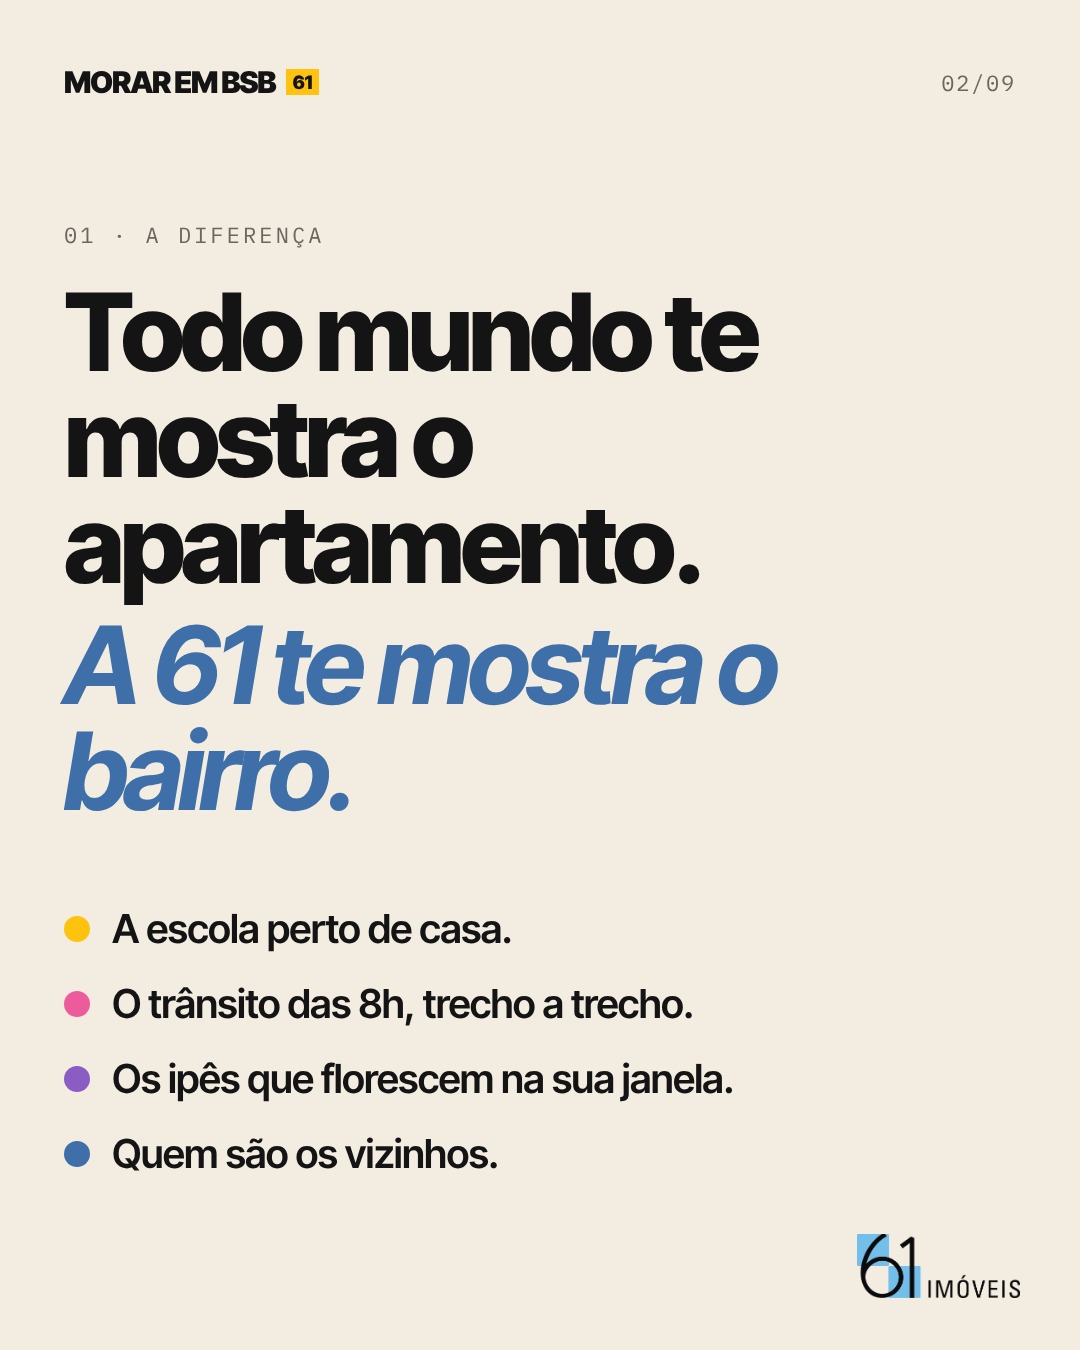 MORAR EM BSB 61
02/09
01 · A DIFERENÇA
Todo mundo te
mostra o
apartamento.
A 61 te mostra o
bairro.
A escola perto de casa.
O trânsito das 8h, trecho a trecho.
Os ipês que florescem na sua janela.
Quem são os vizinhos.
61 IMÓVEIS